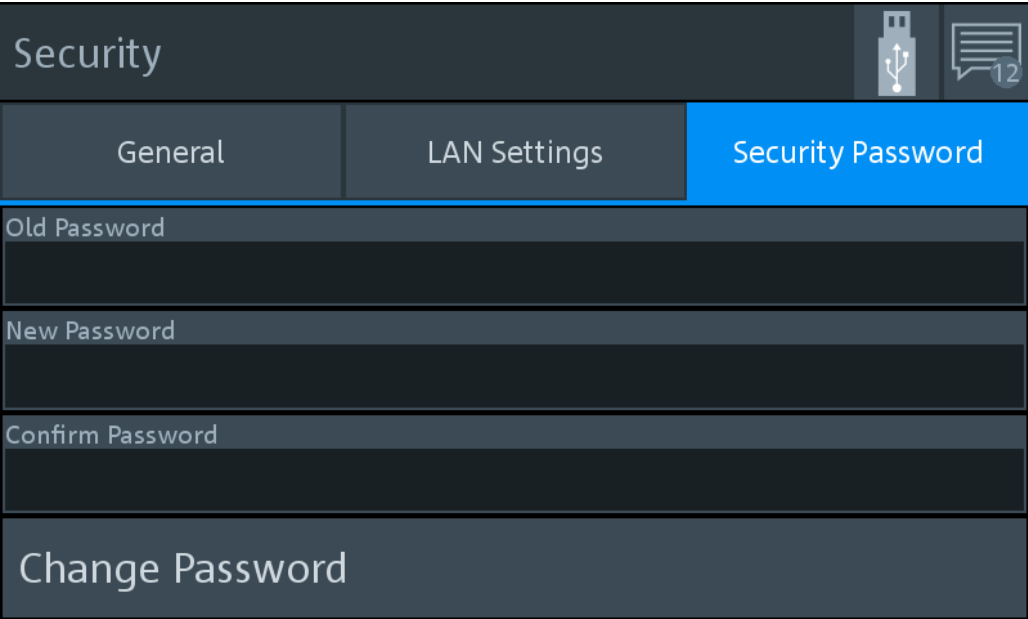 Security
12
General LAN Settings Security Password
Old Password
New Password
Confirm Password
Change Password